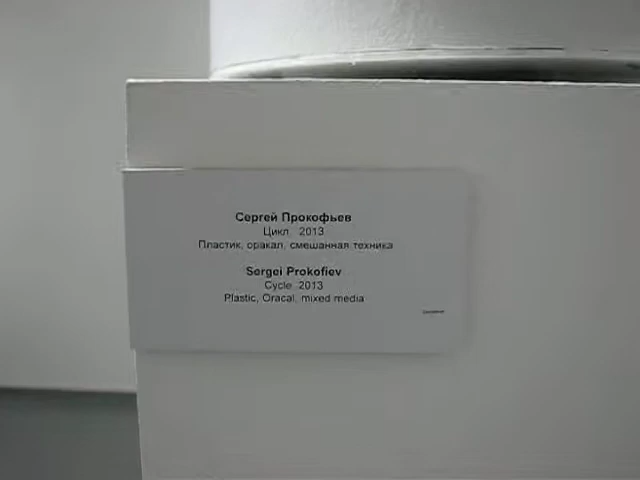 Сергей Прокофьев
Цикл 2013
Пластик, оракал, смешанная техника
Sergei Prokofiev
Cycle 2013
Plastic, Oracal, mixed media